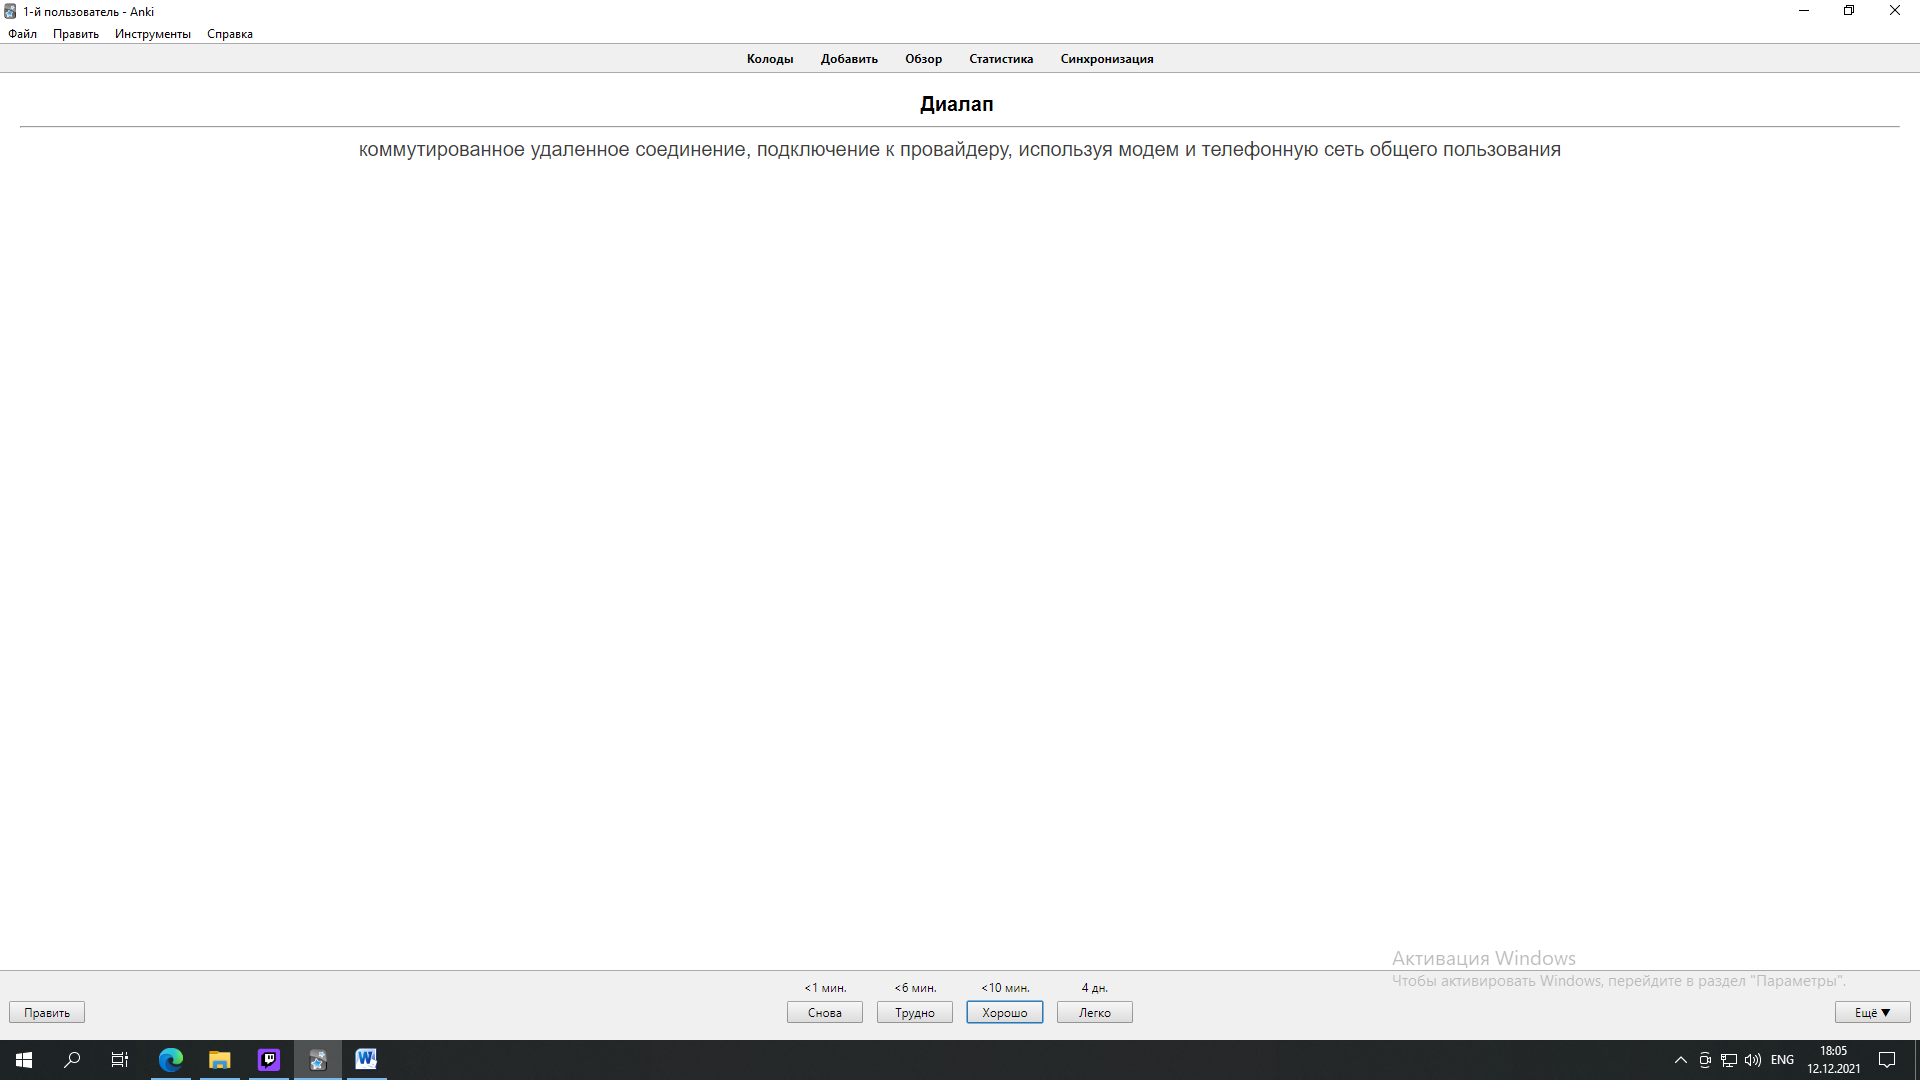 1-й пользователь - Anki
Файл Править Инструменты Справка
Колоды Добавить Обзор Статистика Синхронизация
Диалап
коммутированное удаленное соединение, подключение к провайдеру, используя модем и телефонную сеть общего пользования
Активация Windows
Чтобы активировать Windows, перейдите в раздел "Параметры".
<1 мин. <6 мин. <10 мин. 4 дн.
Править Снова Трудно Хорошо Легко Ещё ▼
ENG
18:05
12.12.2021